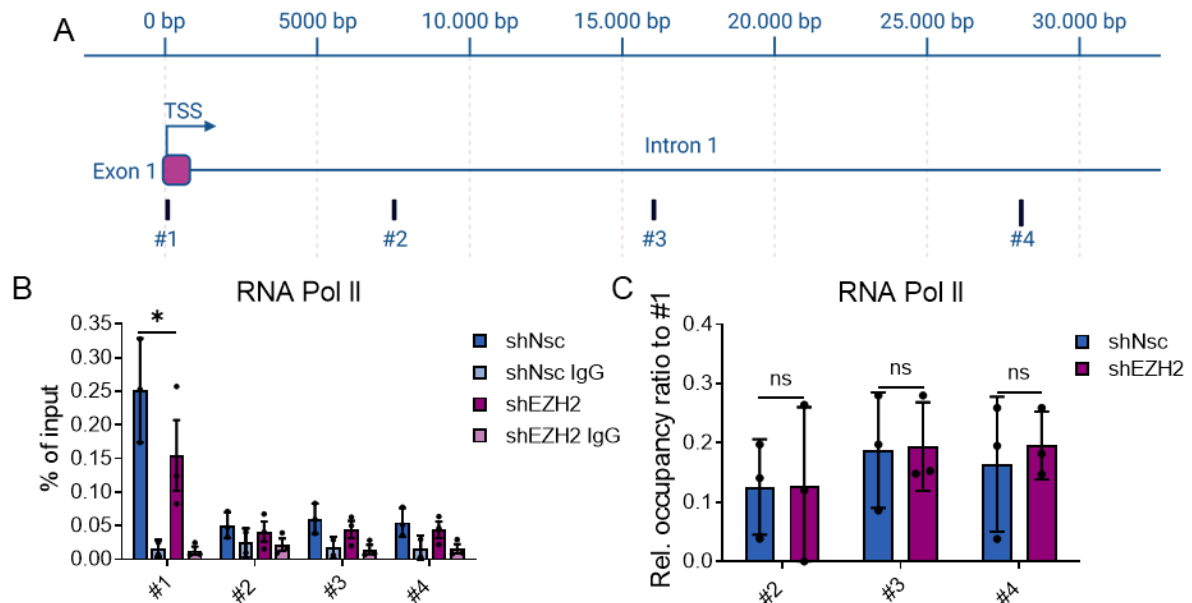 A
0 bp 5000 bp 10.000 bp 15.000 bp 20.000 bp 25.000 bp 30.000 bp
TSS
Exon 1
Intron 1
#1 #2 #3 #4
B
RNA Pol II
% of input
0.35
0.30
0.25
0.20
0.15
0.10
0.05
0.00
*
#1 #2 #3 #4
shNsc
shNsc IgG
shEZH2
shEZH2 IgG
C
RNA Pol II
Rel. occupancy ratio to #1
0.4
0.3
0.2
0.1
0.0
ns ns ns
#2 #3 #4
shNsc
shEZH2